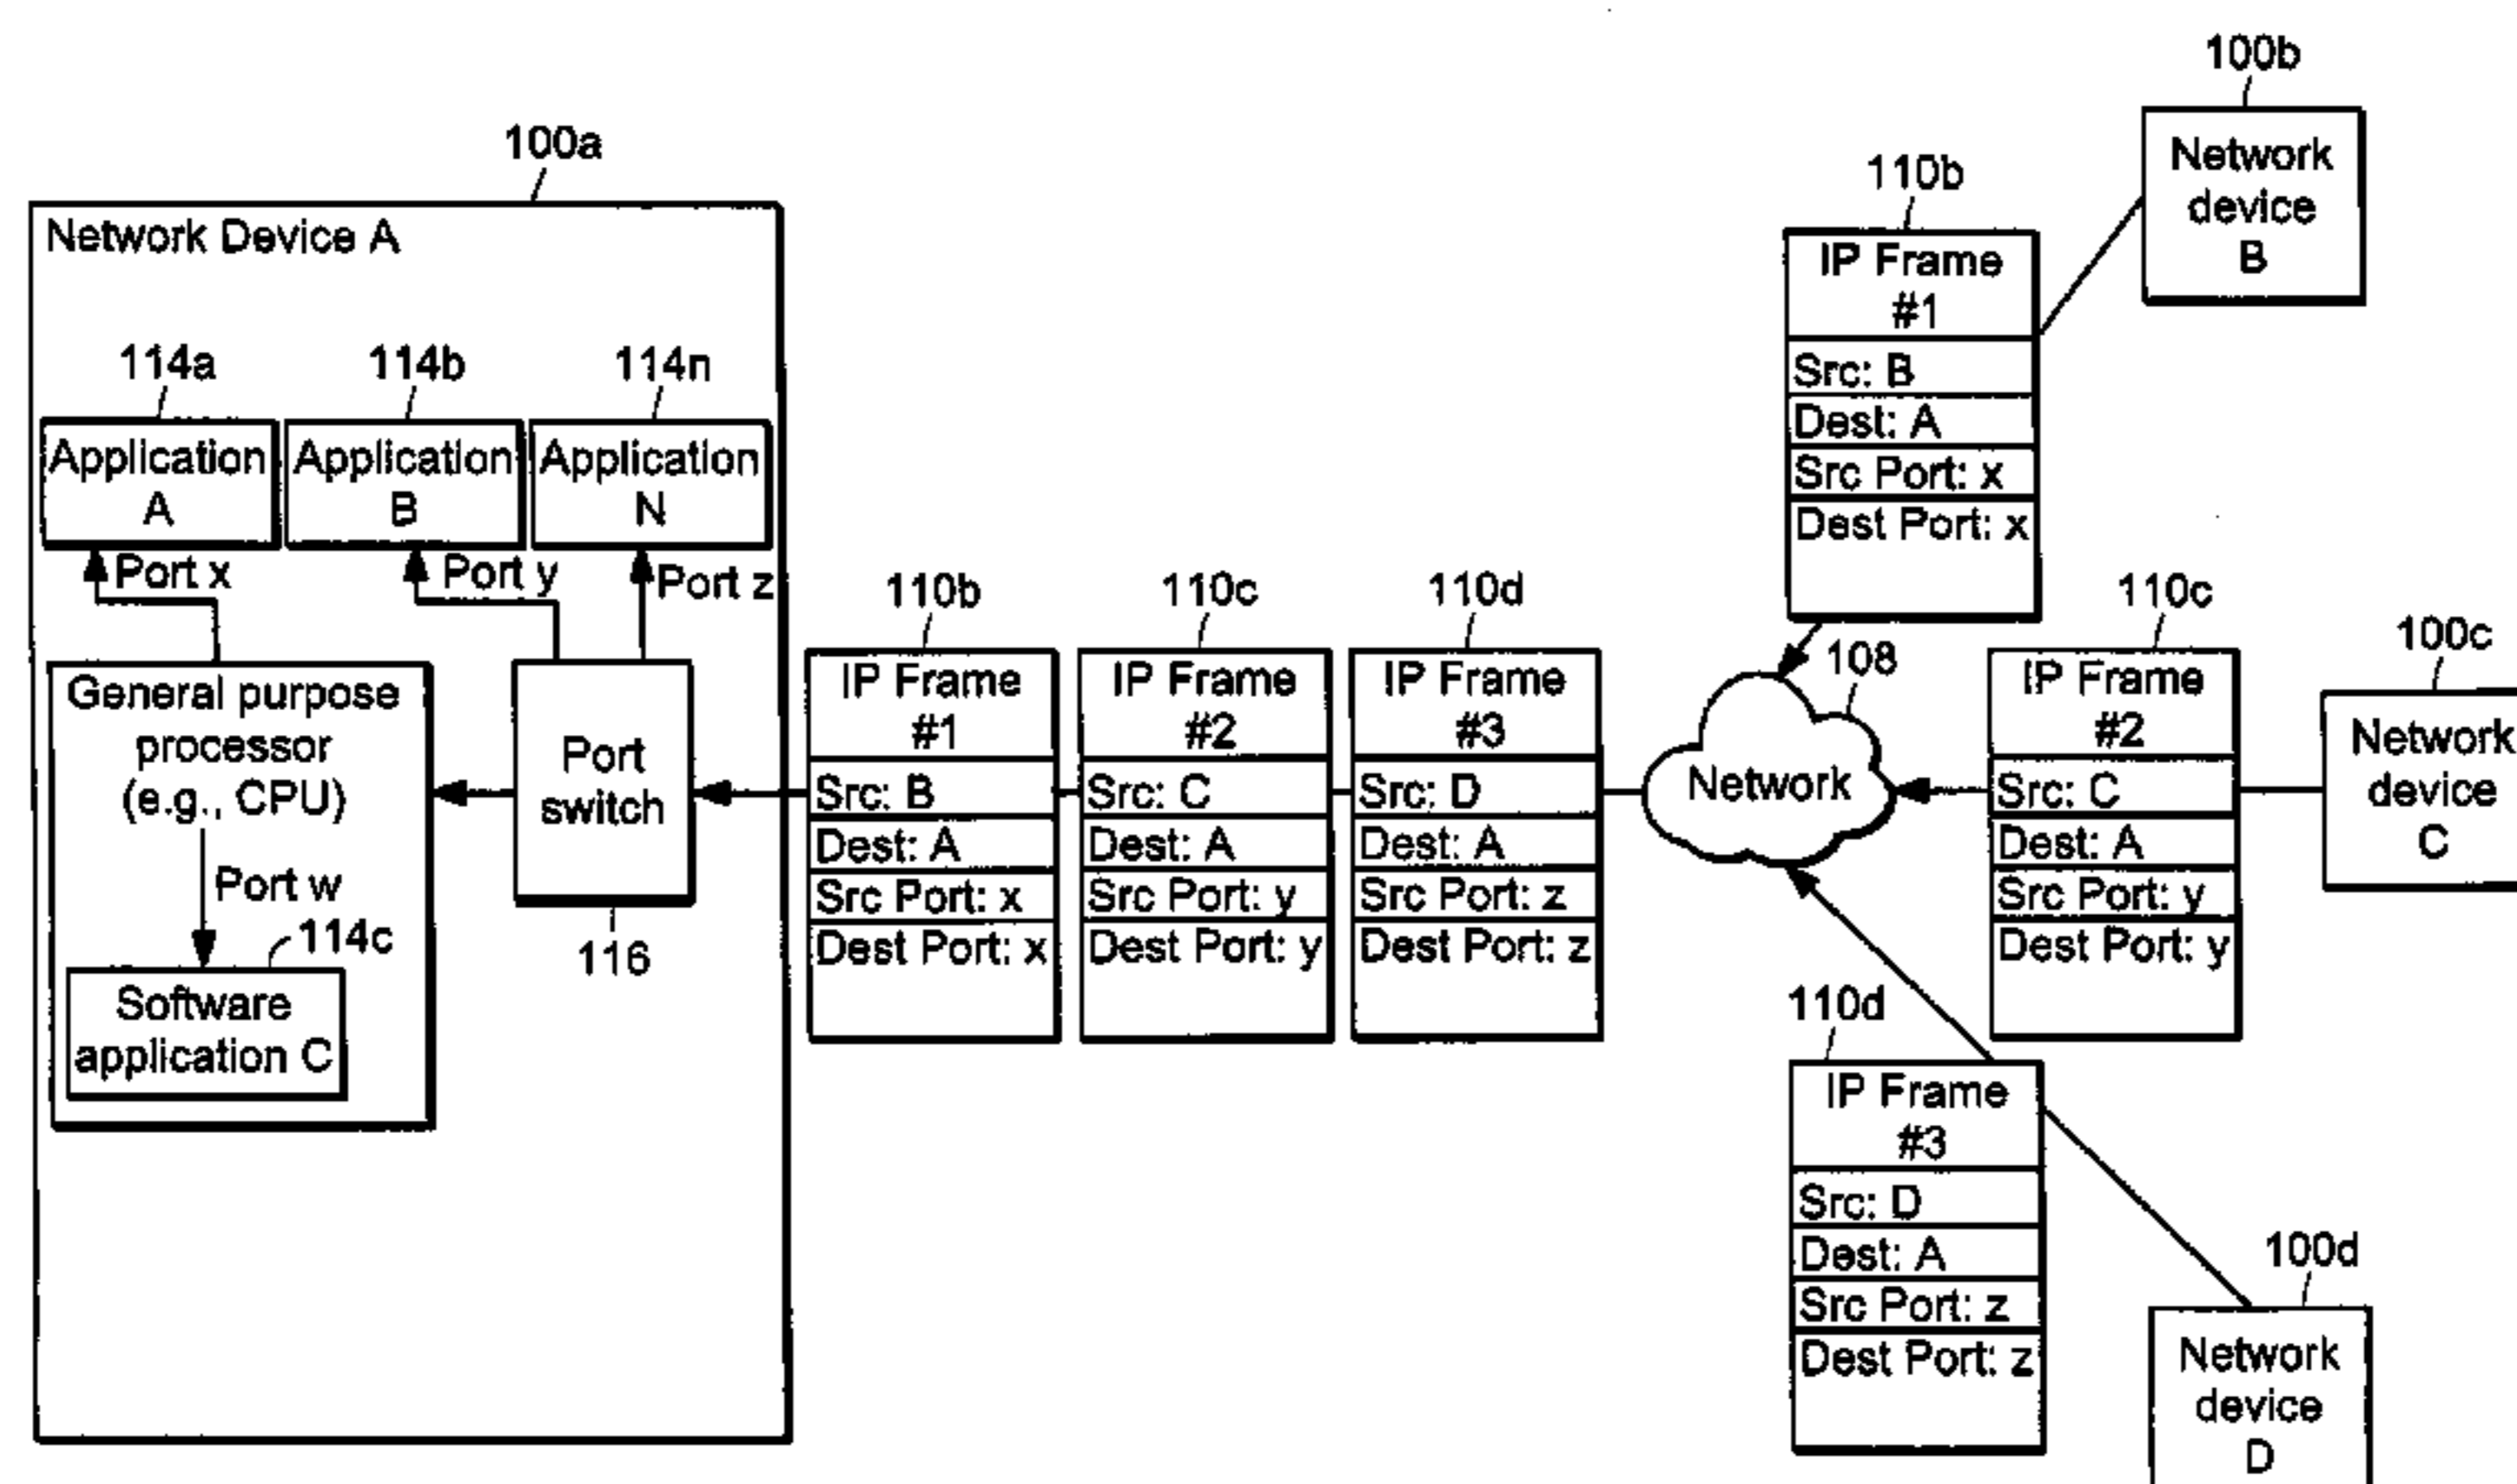 100a
Network Device A
114a
114b
114n
Application
A
Application
B
Application
N
Port x
Port y
Port z
General purpose
processor
(e.g., CPU)
Port w
114c
Software
application C
Port
switch
116
110b
IP Frame
#1
Src: B
Dest: A
Src Port: x
Dest Port: x
110c
IP Frame
#2
Src: C
Dest: A
Src Port: y
Dest Port: y
110d
IP Frame
#3
Src: D
Dest: A
Src Port: z
Dest Port: z
108
Network
110b
IP Frame
#1
Src: B
Dest: A
Src Port: x
Dest Port: x
100b
Network
device
B
110c
IP Frame
#2
Src: C
Dest: A
Src Port: y
Dest Port: y
100c
Network
device
C
110d
IP Frame
#3
Src: D
Dest: A
Src Port: z
Dest Port: z
100d
Network
device
D